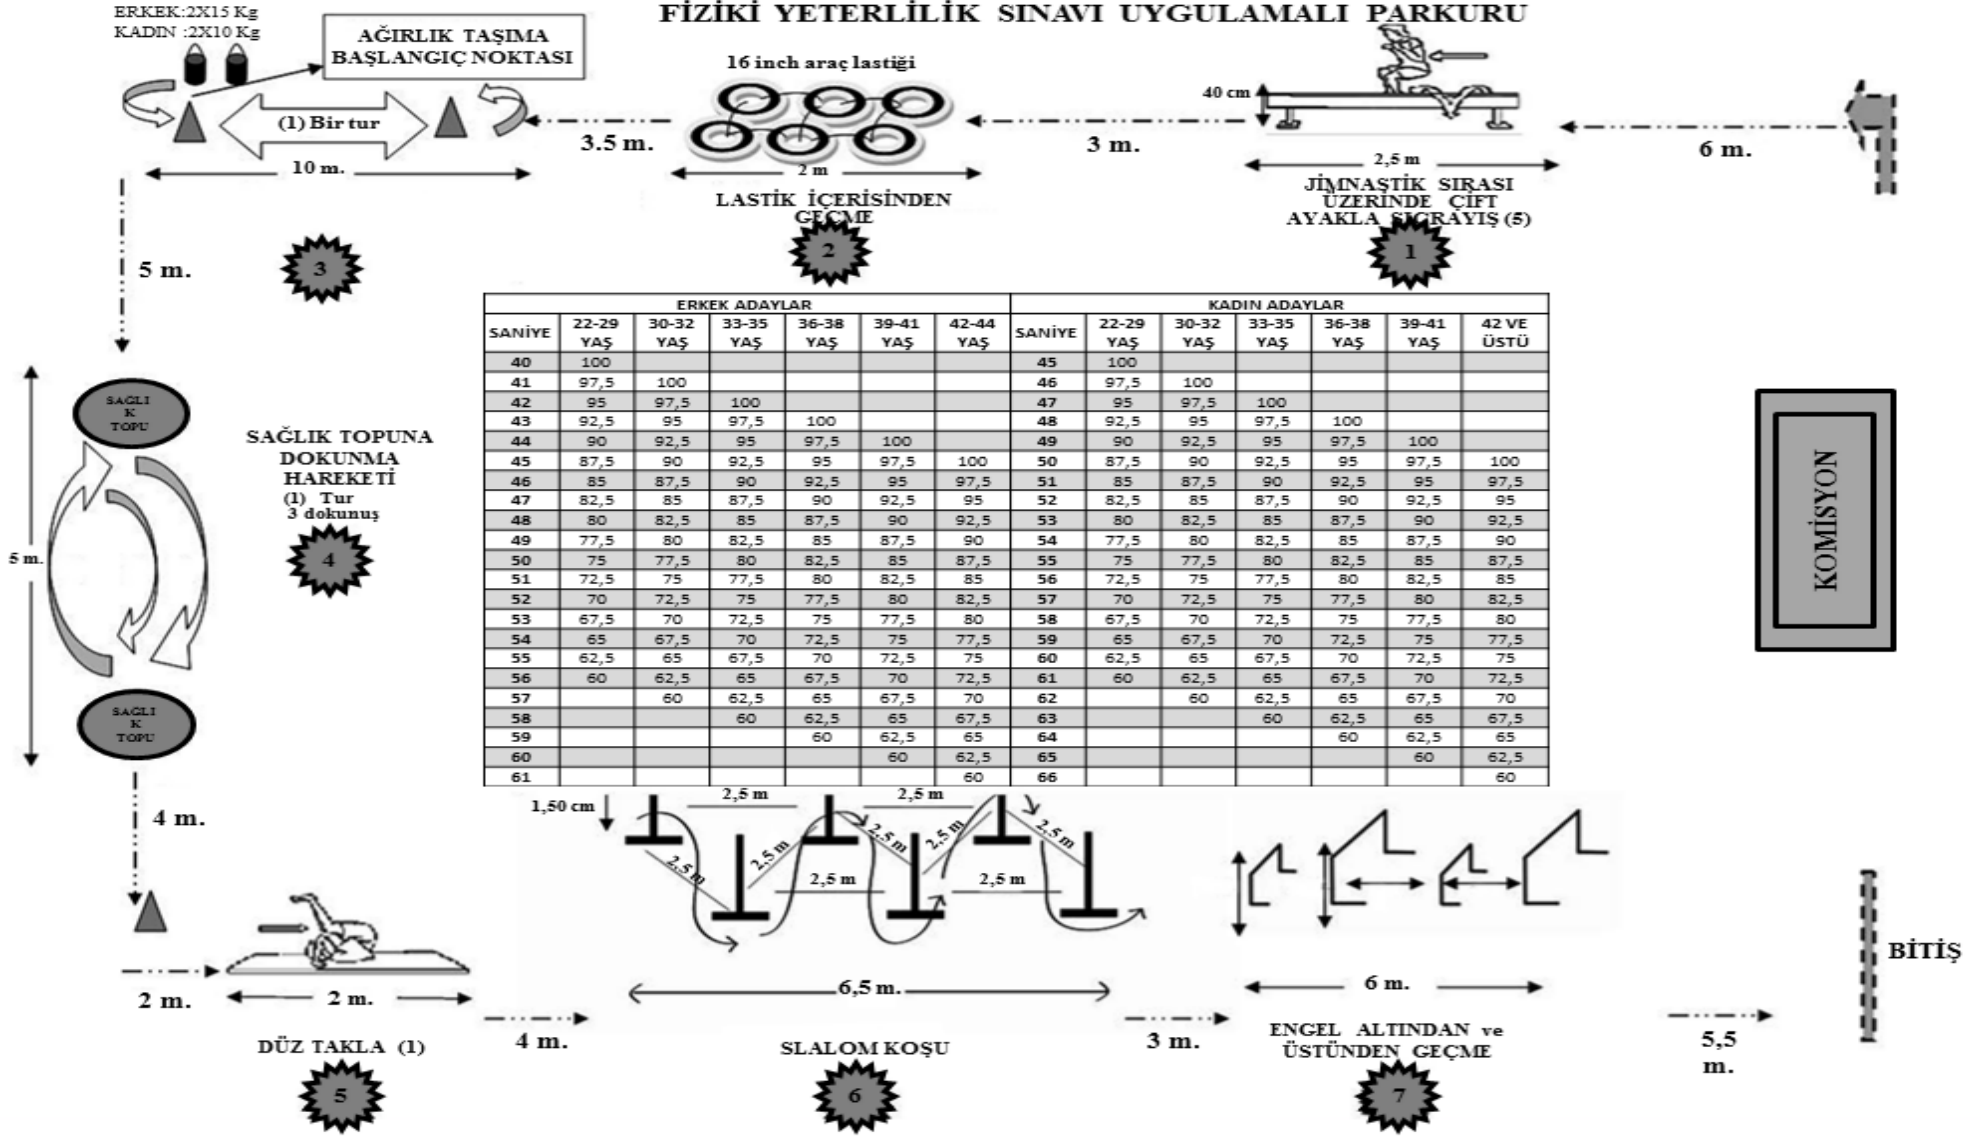 FİZİKİ YETERLİLİK SINAVI UYGULAMALI PARKURU
ERKEK:2X15 Kg
KADIN :2X10 Kg
AĞIRLIK TAŞIMA
BAŞLANGIÇ NOKTASI
(1) Bir tur
10 m.
3.5 m.
16 inch araç lastiği
2 m
LASTİK İÇERİSİNDEN
GEÇME
2
3 m.
40 cm
2,5 m
JİMNASTİK SIRASI
ÜZERİNDE ÇİFT
AYAKLA SIÇRAYIŞ (5)
1
6 m.
3
5 m.
SAĞLI
K
TOPU
SAĞLIK TOPUNA
DOKUNMA
HAREKETİ
(1) Tur
3 dokunuş
4
5 m.
SAĞLI
K
TOPU
ERKEK ADAYLAR KADIN ADAYLAR
SANİYE 22-29 YAŞ 30-32 YAŞ 33-35 YAŞ 36-38 YAŞ 39-41 YAŞ 42-44 YAŞ SANİYE 22-29 YAŞ 30-32 YAŞ 33-35 YAŞ 36-38 YAŞ 39-41 YAŞ 42 VE ÜSTÜ
40 100 45 100
41 97,5 100 46 97,5 100
42 95 97,5 100 47 95 97,5 100
43 92,5 95 97,5 100 48 92,5 95 97,5 100
44 90 92,5 95 97,5 100 49 90 92,5 95 97,5 100
45 87,5 90 92,5 95 97,5 100 50 87,5 90 92,5 95 97,5 100
46 85 87,5 90 92,5 95 97,5 51 85 87,5 90 92,5 95 97,5
47 82,5 85 87,5 90 92,5 95 52 82,5 85 87,5 90 92,5 95
48 80 82,5 85 87,5 90 92,5 53 80 82,5 85 87,5 90 92,5
49 77,5 80 82,5 85 87,5 90 54 77,5 80 82,5 85 87,5 90
50 75 77,5 80 82,5 85 87,5 55 75 77,5 80 82,5 85 87,5
51 72,5 75 77,5 80 82,5 85 56 72,5 75 77,5 80 82,5 85
52 70 72,5 75 77,5 80 82,5 57 70 72,5 75 77,5 80 82,5
53 67,5 70 72,5 75 77,5 80 58 67,5 70 72,5 75 77,5 80
54 65 67,5 70 72,5 75 77,5 59 65 67,5 70 72,5 75 77,5
55 62,5 65 67,5 70 72,5 75 60 62,5 65 67,5 70 72,5 75
56 60 62,5 65 67,5 70 72,5 61 60 62,5 65 67,5 70 72,5
57 60 62,5 65 67,5 70 62 60 62,5 65 67,5 70
58 60 62,5 65 67,5 63 60 62,5 65 67,5
59 60 62,5 65 64 60 62,5 65
60 60 62,5 65 60 62,5
61 60 66 60
KOMİSYON
4 m.
2 m.
2 m.
DÜZ TAKLA (1)
5
4 m.
1,50 cm
2,5 m
2,5 m
2,5 m
2,5 m
2,5 m
2,5 m
2,5 m
2,5 m
2,5 m
6,5 m.
SLALOM KOŞU
6
3 m.
6 m.
ENGEL ALTINDAN ve
ÜSTÜNDEN GEÇME
7
5,5
m.
BİTİŞ